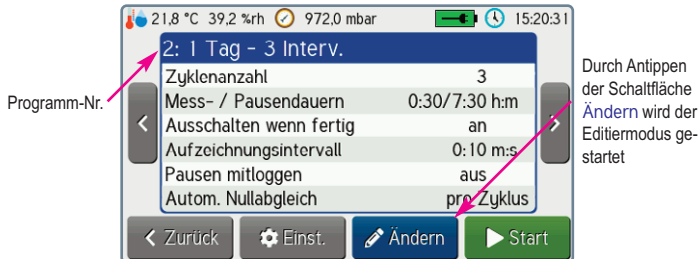 21,8 °C 39,2 %rh 972,0 mbar 15:20:31
2: 1 Tag - 3 Interv.
Zyklenanzahl 3
Mess- / Pausendauern 0:30/7:30 h:m
Ausschalten wenn fertig an
Aufzeichnungsintervall 0:10 m:s
Pausen mitloggen aus
Autom. Nullabgleich pro Zyklus
Zurück Einst. Ändern Start
Programm-Nr.
Durch Antippen
der Schaltfläche
Ändern wird der
Editiermodus ge-
startet